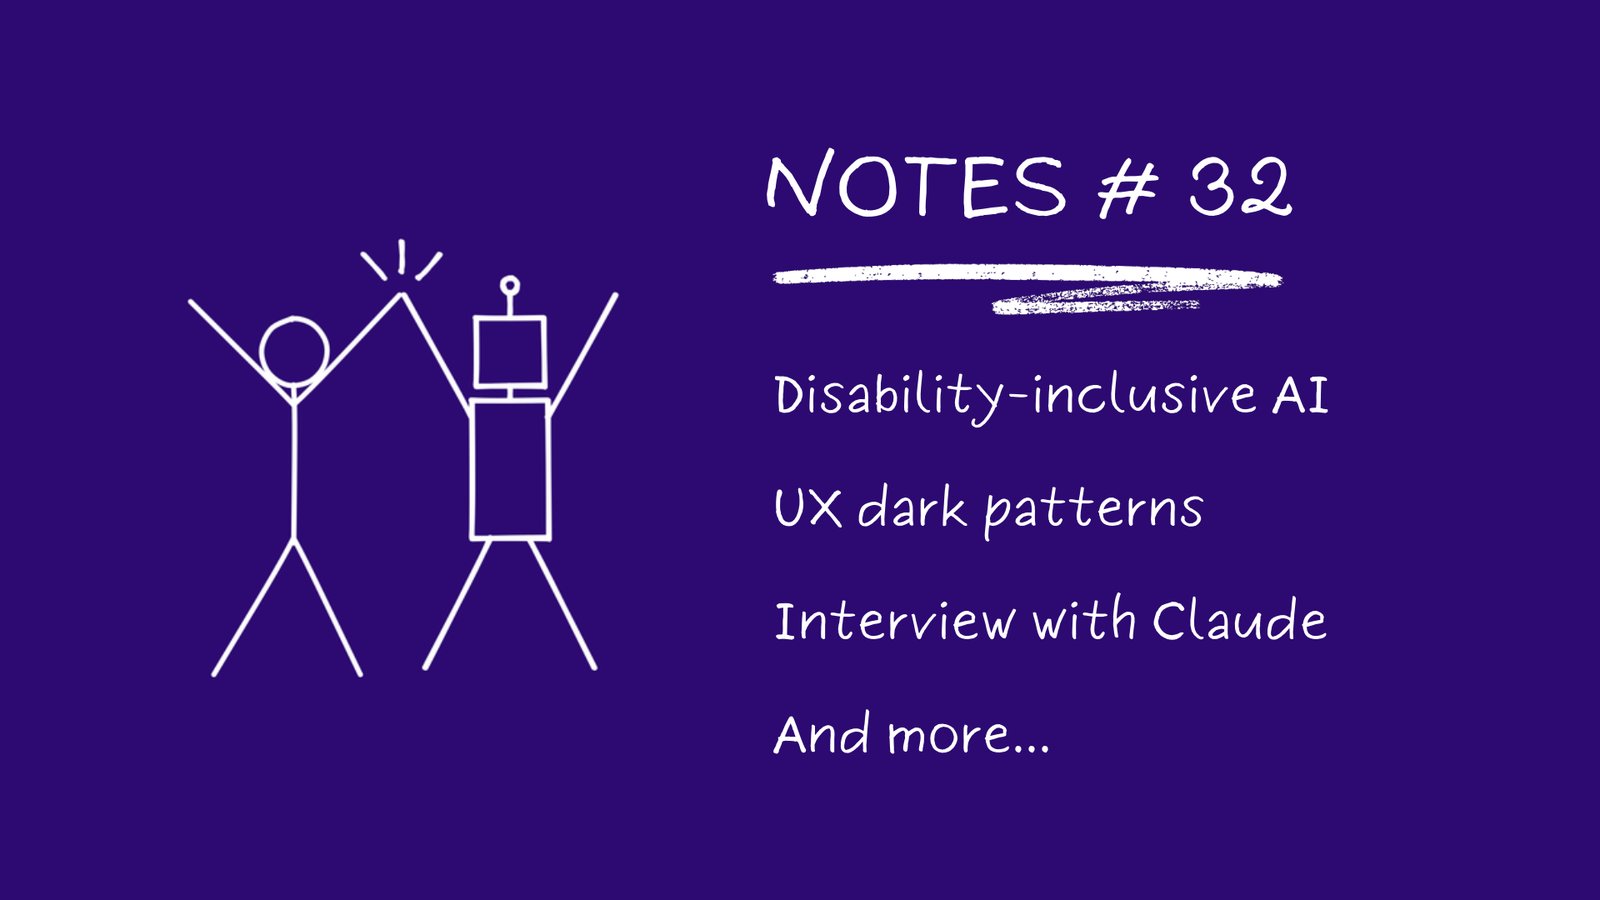 NOTES # 32
Disability-inclusive AI
UX dark patterns
Interview with Claude
And more...